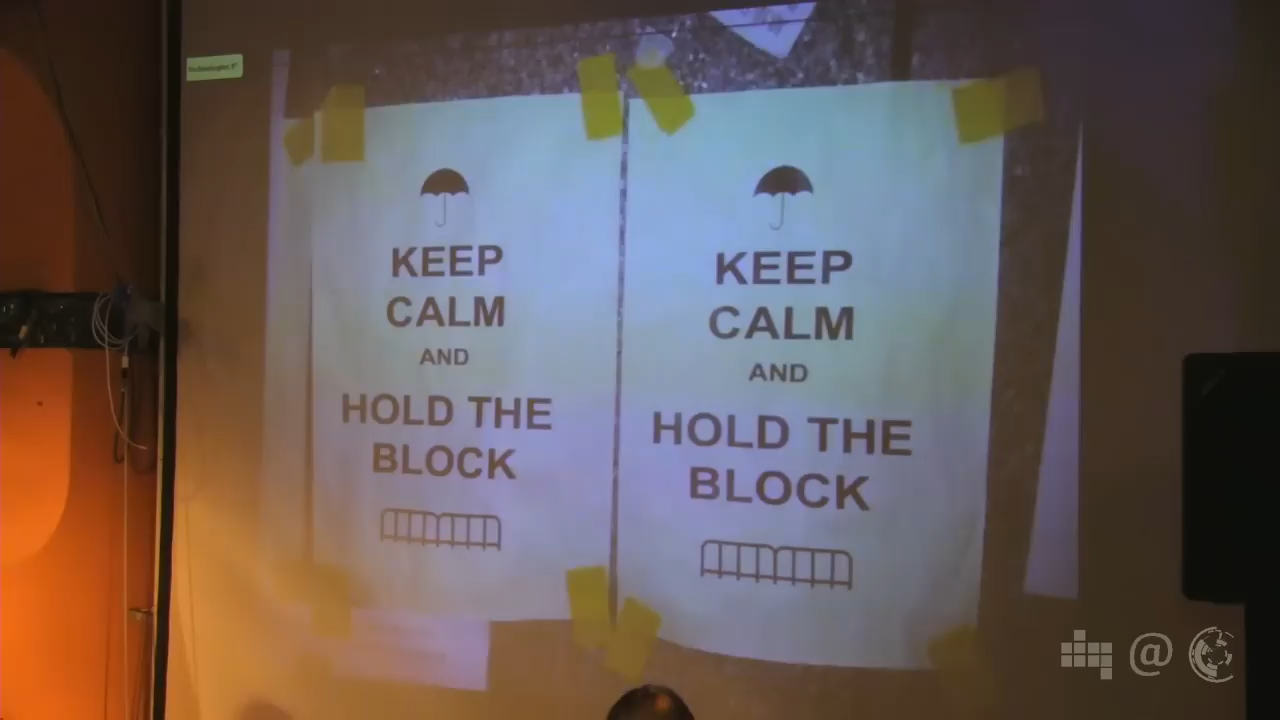 KEEP
CALM
AND
HOLD THE
BLOCK
KEEP
CALM
AND
HOLD THE
BLOCK
@